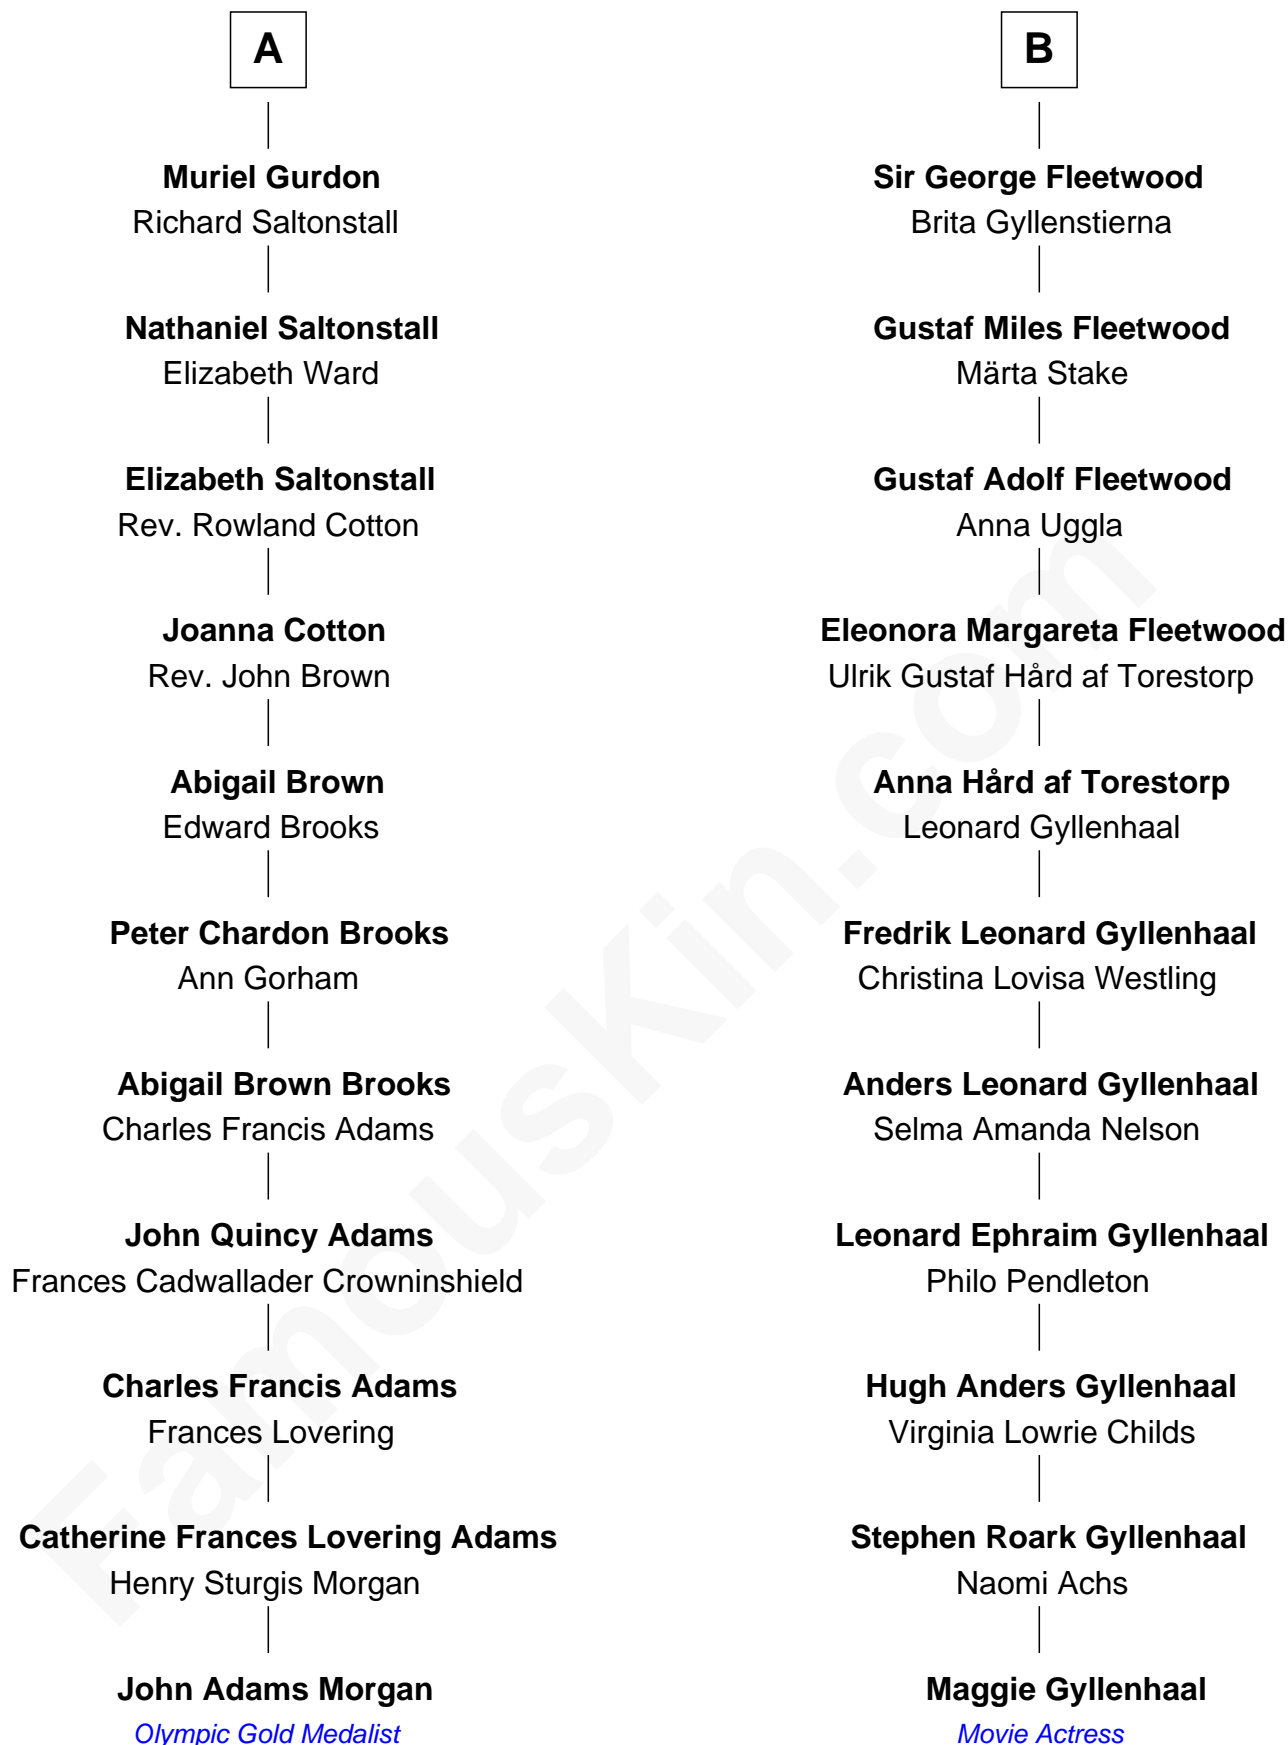 A
Muriel Gurdon
Richard Saltonstall
Nathaniel Saltonstall
Elizabeth Ward
Elizabeth Saltonstall
Rev. Rowland Cotton
Joanna Cotton
Rev. John Brown
Abigail Brown
Edward Brooks
Peter Chardon Brooks
Ann Gorham
Abigail Brown Brooks
Charles Francis Adams
John Quincy Adams
Frances Cadwallader Crowninshield
Charles Francis Adams
Frances Lovering
Catherine Frances Lovering Adams
Henry Sturgis Morgan
John Adams Morgan
Olympic Gold Medalist
B
Sir George Fleetwood
Brita Gyllenstierna
Gustaf Miles Fleetwood
Märta Stake
Gustaf Adolf Fleetwood
Anna Uggla
Eleonora Margareta Fleetwood
Ulrik Gustaf Hård af Torestorp
Anna Hård af Torestorp
Leonard Gyllenhaal
Fredrik Leonard Gyllenhaal
Christina Lovisa Westling
Anders Leonard Gyllenhaal
Selma Amanda Nelson
Leonard Ephraim Gyllenhaal
Philo Pendleton
Hugh Anders Gyllenhaal
Virginia Lowrie Childs
Stephen Roark Gyllenhaal
Naomi Achs
Maggie Gyllenhaal
Movie Actress
FamousKin.com